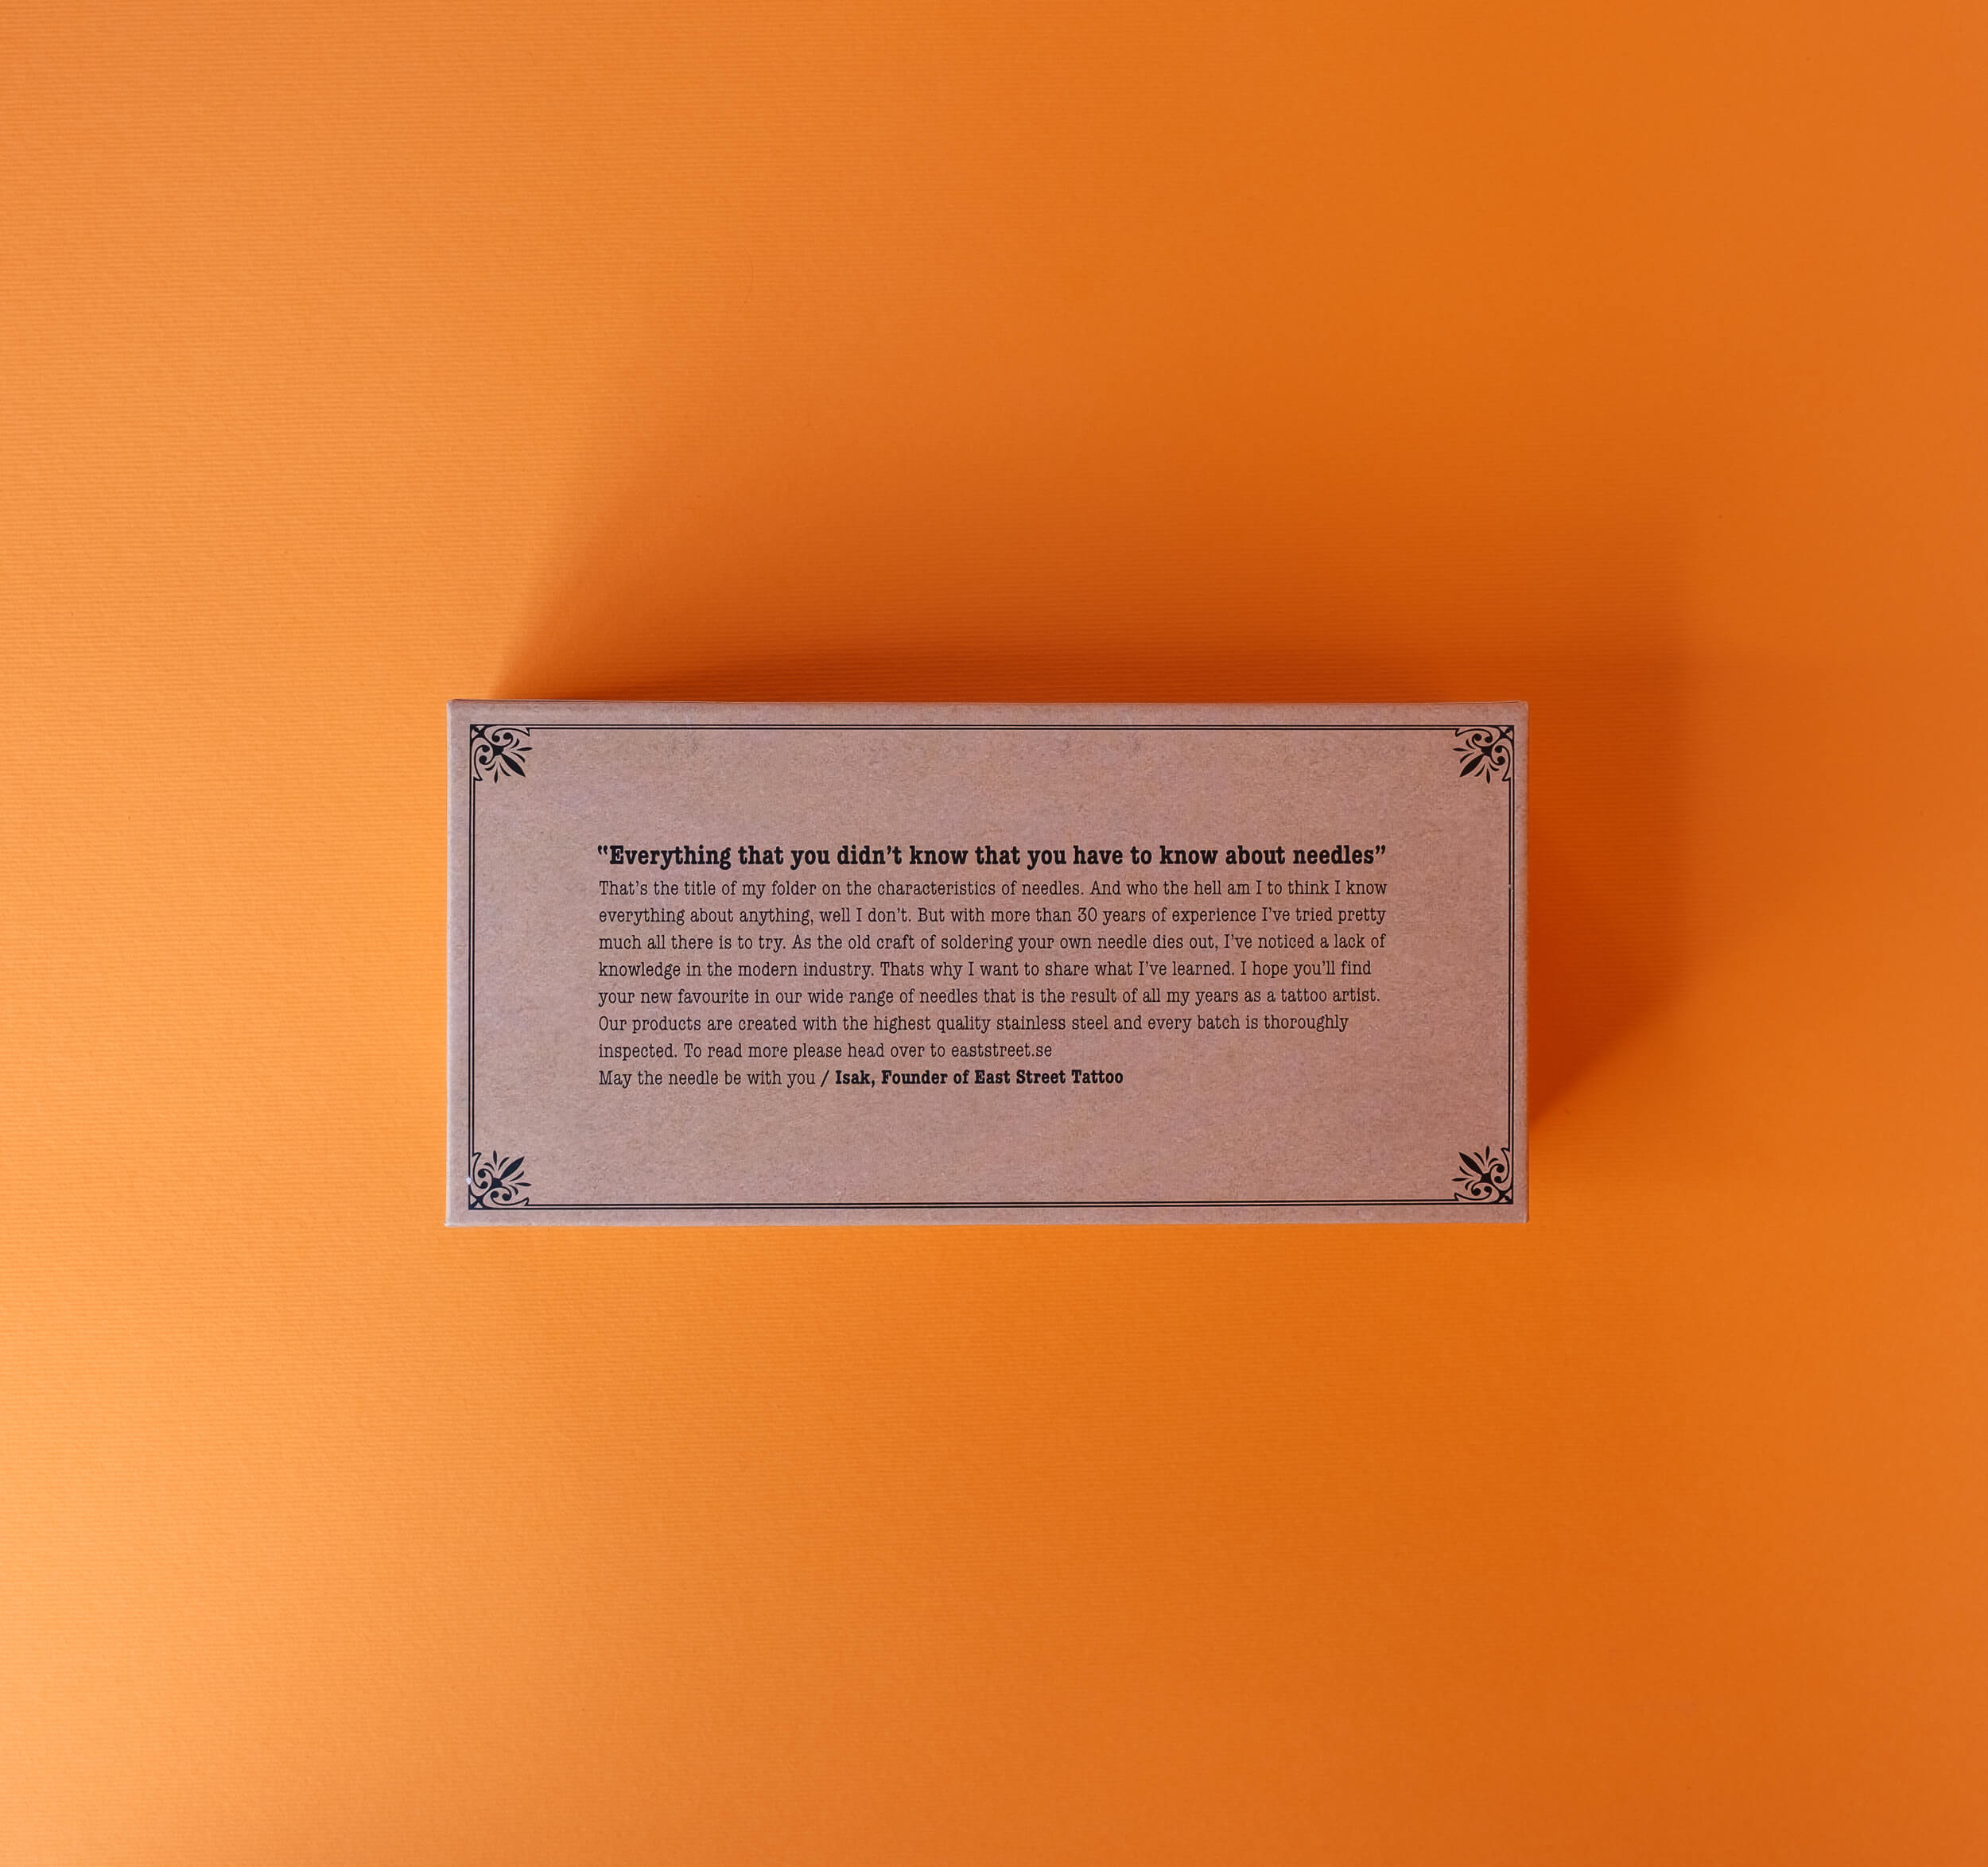 "Everything that you didn't know that you have to know about needles"
That's the title of my folder on the characteristics of needles. And who the hell am I to think I know
everything about anything, well I don't. But with more than 30 years of experience I've tried pretty
much all there is to try. As the old craft of soldering your own needle dies out, I've noticed a lack of
knowledge in the modern industry. Thats why I want to share what I've learned. I hope you'll find
your new favourite in our wide range of needles that is the result of all my years as a tattoo artist.
Our products are created with the highest quality stainless steel and every batch is thoroughly
inspected. To read more please head over to eaststreet.se
May the needle be with you / Isak, Founder of East Street Tattoo